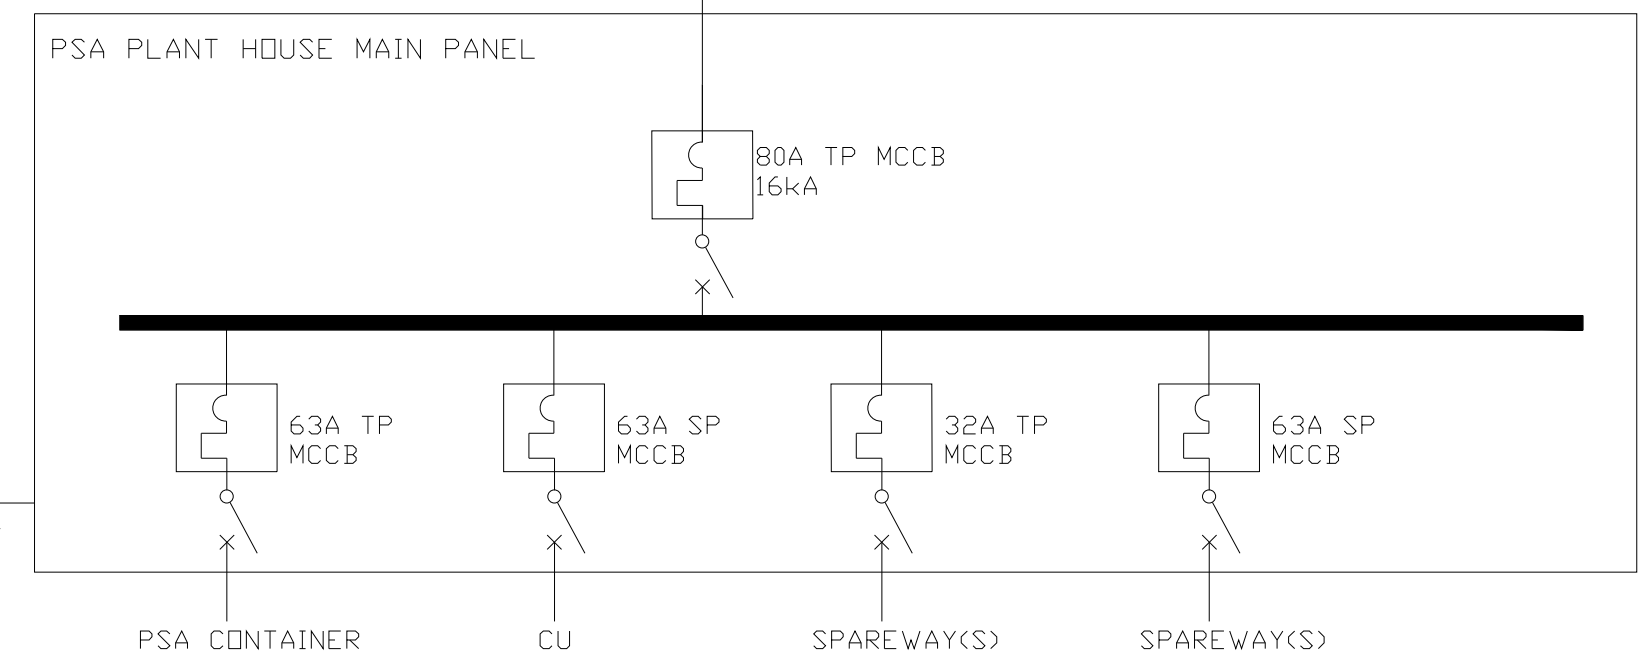 PSA PLANT HOUSE MAIN PANEL
80A TP MCCB
16kA
63A TP
MCCB
63A SP
MCCB
32A TP
MCCB
63A SP
MCCB
PSA CONTAINER
CU
SPAREWAY(S)
SPAREWAY(S)